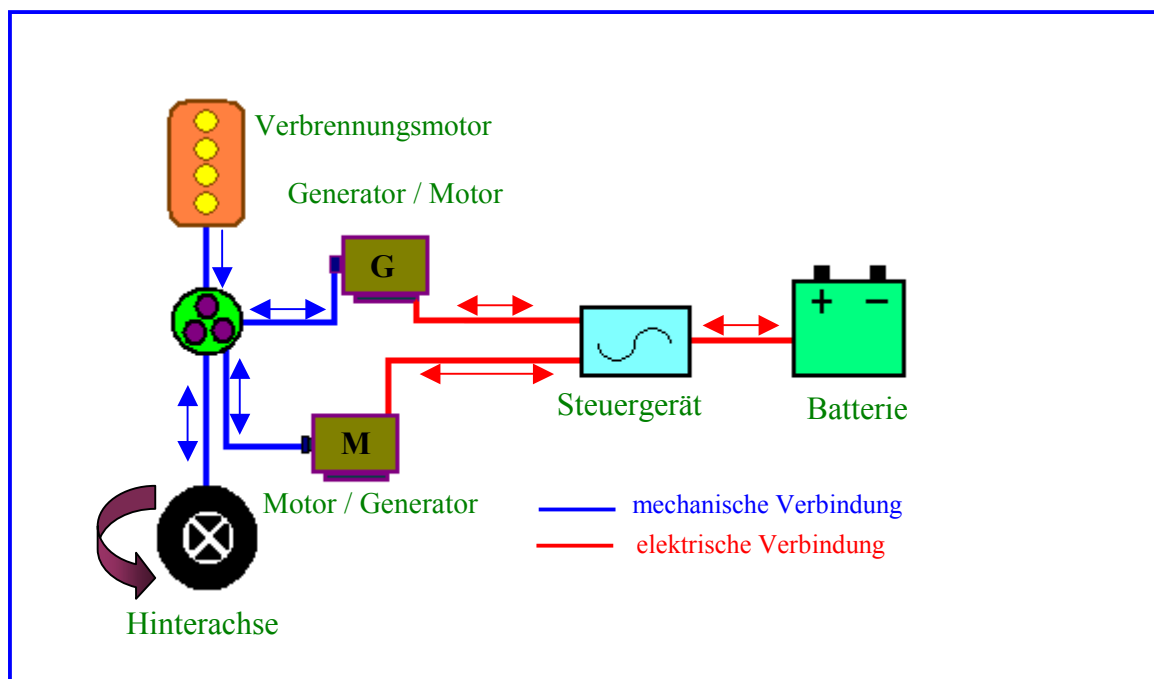 Verbrennungsmotor
Generator / Motor
G
+ −
Steuergerät
Batterie
M
Motor / Generator
mechanische Verbindung
elektrische Verbindung
Hinterachse